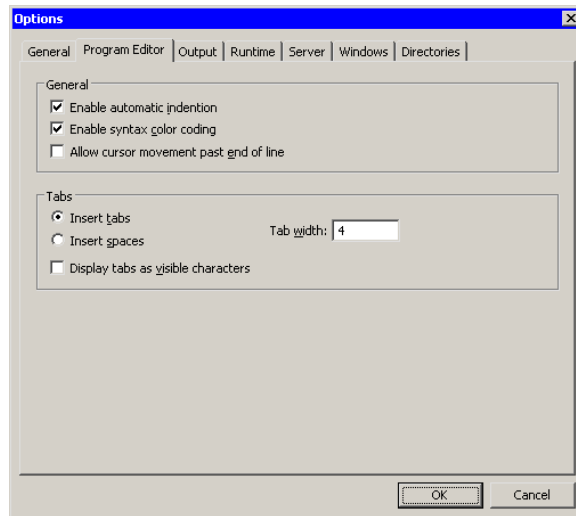 Options
General Program Editor Output Runtime Server Windows Directories
General
Enable automatic indention
Enable syntax color coding
Allow cursor movement past end of line
Tabs
Insert tabs
Tab width: 4
Insert spaces
Display tabs as visible characters
OK Cancel